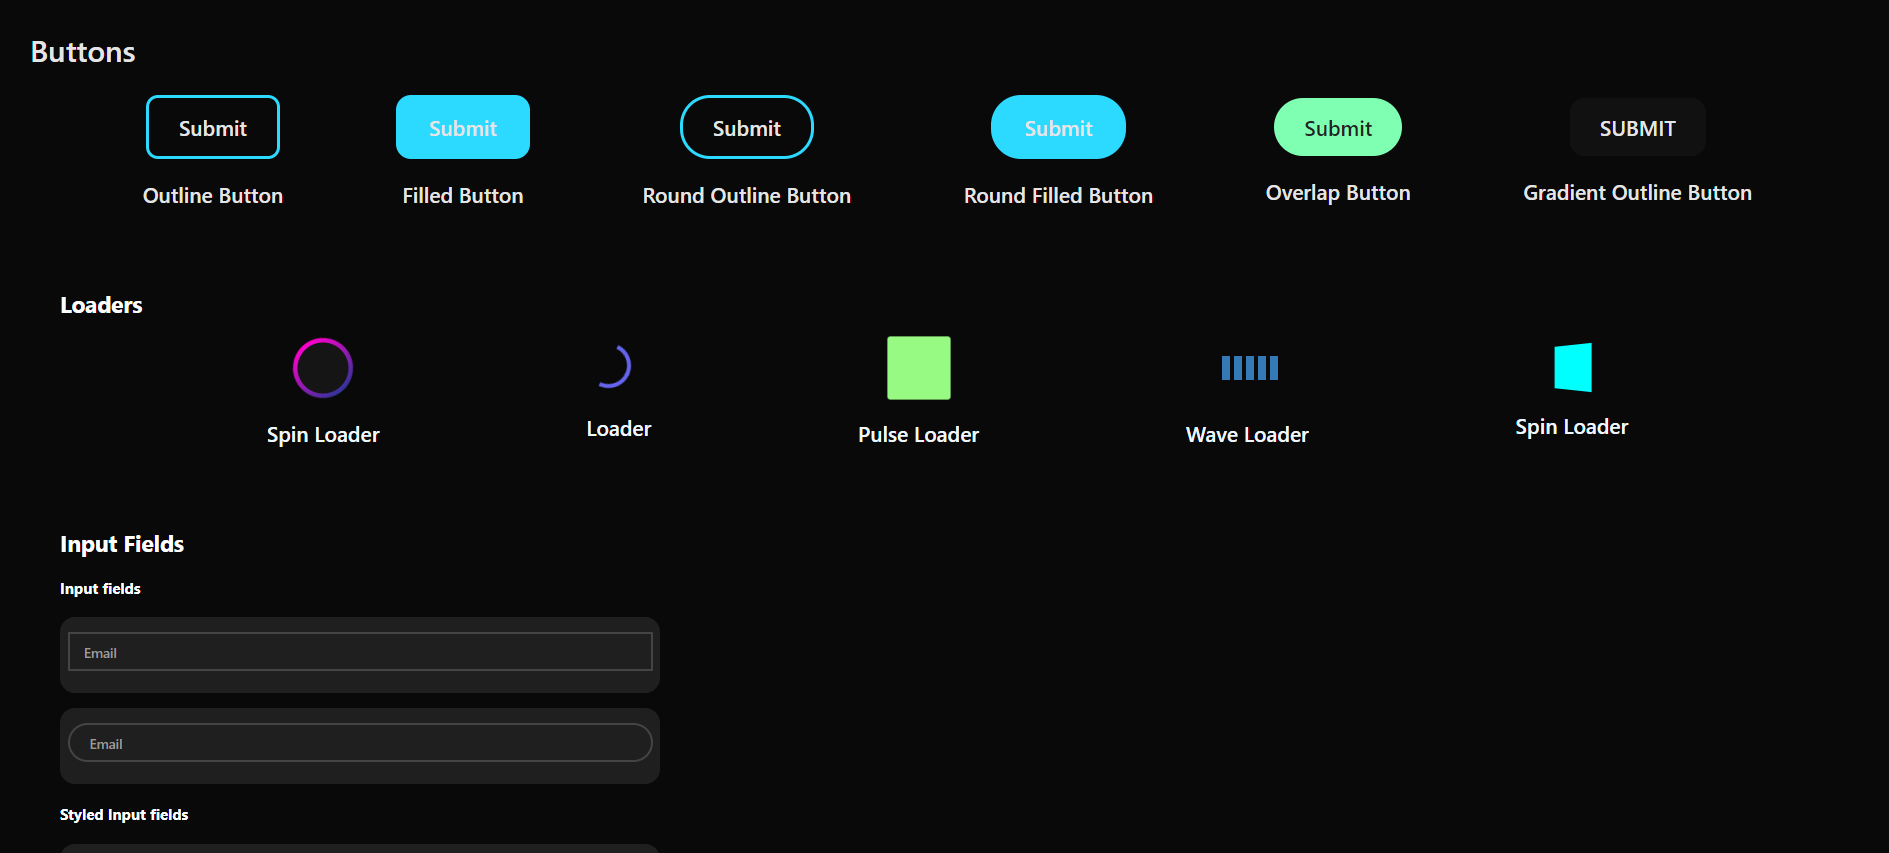 Buttons
Submit Submit Submit Submit Submit SUBMIT
Outline Button Filled Button Round Outline Button Round Filled Button Overlap Button Gradient Outline Button
Loaders
Spin Loader Loader Pulse Loader Wave Loader Spin Loader
Input Fields
Input fields
Email
Email
Styled Input fields